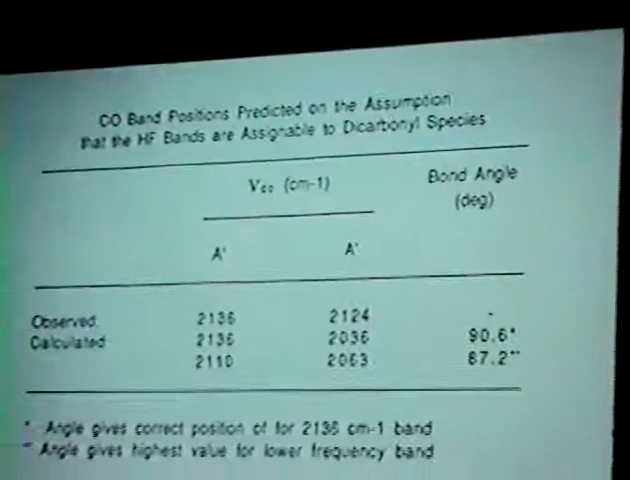 CO Band Positions Predicted on the Assumption
that the HF Bands are Assignable to Dicarbonyl Species
Vco (cm-1) Bond Angle
(deg)
A' A'
Observed 2136 2124 -
Calculated 2136 2036 90.6*
2110 2063 87.2**
* Angle gives correct position of for 2136 cm-1 band
** Angle gives highest value for lower frequency band